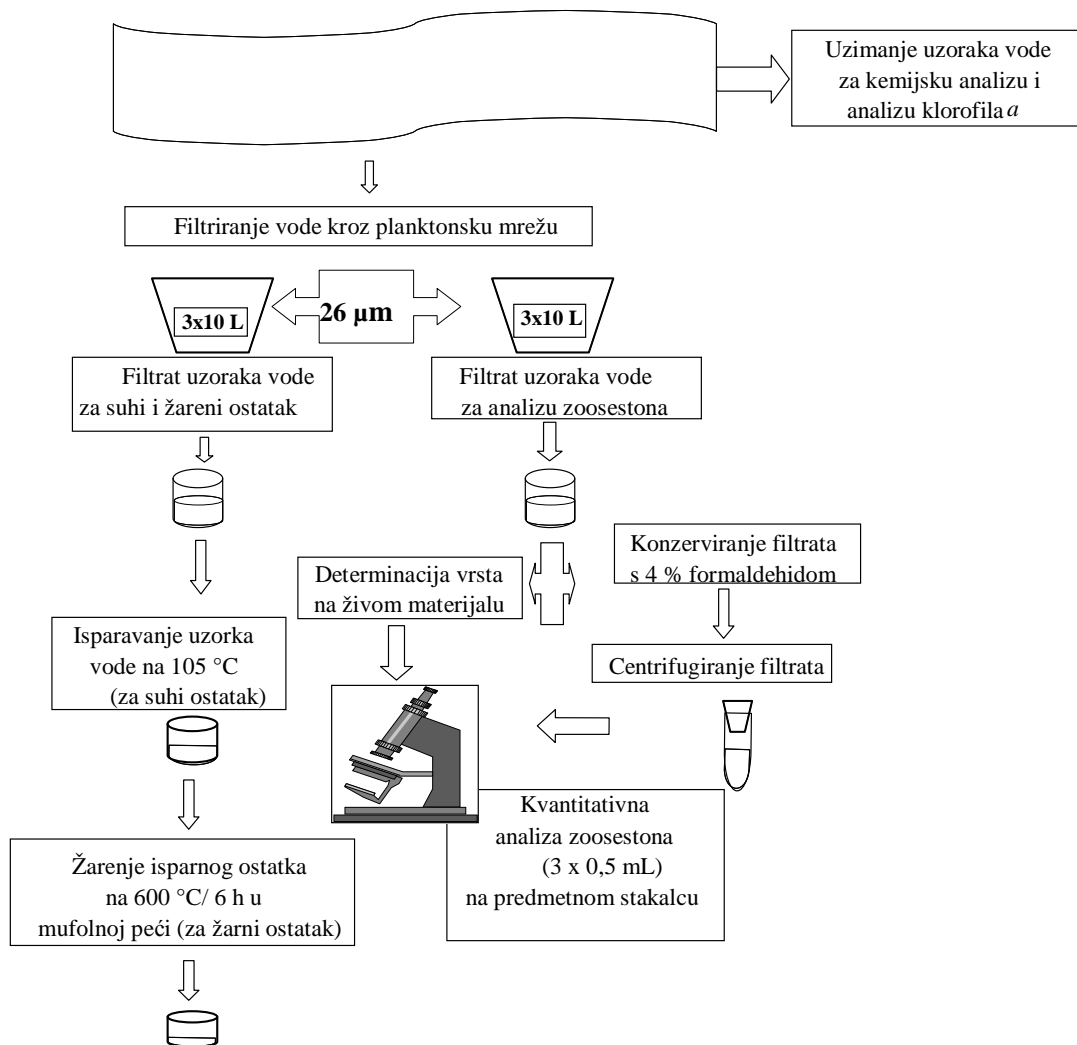 Uzimanje uzoraka vode
za kemijsku analizu i
analizu klorofila a
Filtriranje vode kroz planktonsku mrežu
3x10 L
26 µm
3x10 L
Filtrat uzoraka vode
za suhi i žareni ostatak
Filtrat uzoraka vode
za analizu zoosestona
Konzerviranje filtrata
s 4 % formaldehidom
Determinacija vrsta
na živom materijalu
Isparavanje uzorka
vode na 105 °C
(za suhi ostatak)
Centrifugiranje filtrata
Kvantitativna
analiza zoosestona
(3 x 0,5 mL)
na predmetnom stakalcu
Žarenje isparnog ostatka
na 600 °C/ 6 h u
mufolnoj peći (za žarni ostatak)